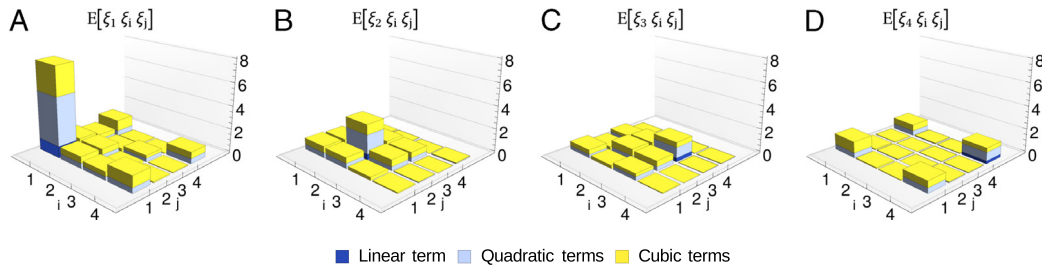 A E[ξ₁ ξᵢ ξⱼ] B E[ξ₂ ξᵢ ξⱼ] C E[ξ₃ ξᵢ ξⱼ] D E[ξ₄ ξᵢ ξⱼ]
8 8 8 8
6 6 6 6
4 4 4 4
2 2 2 2
0 0 0 0
1 2 3 4 i 1 2 3 4 j
1 2 3 4 i 1 2 3 4 j
1 2 3 4 i 1 2 3 4 j
1 2 3 4 i 1 2 3 4 j
Linear term Quadratic terms Cubic terms